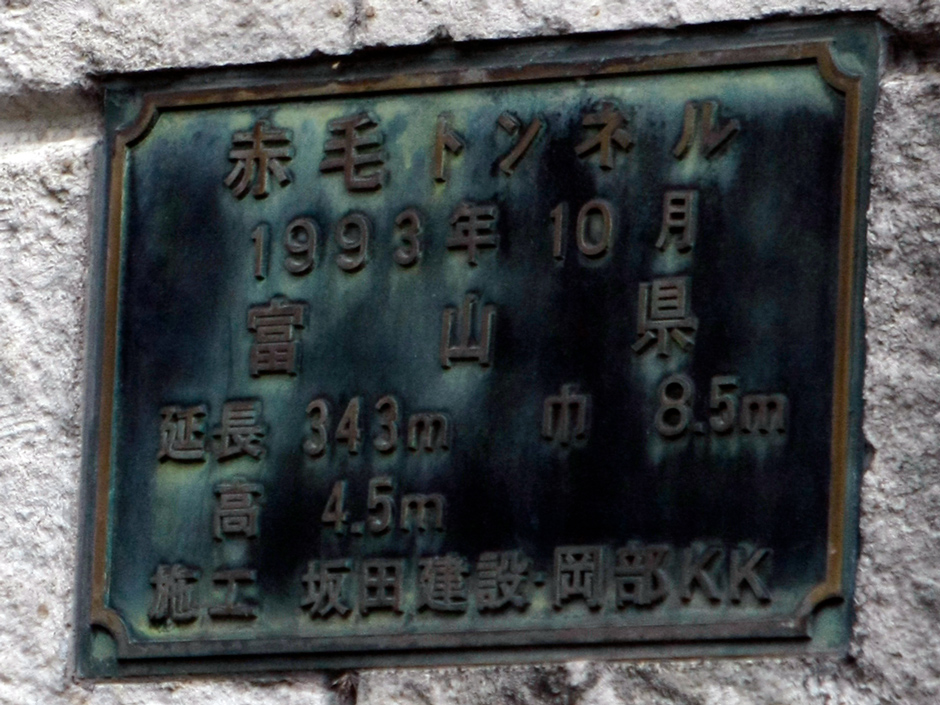 赤毛トンネル
1993年10月
富山県
延長 343m 巾 8.5m
高 4.5m
施工 坂田建設・岡部KK